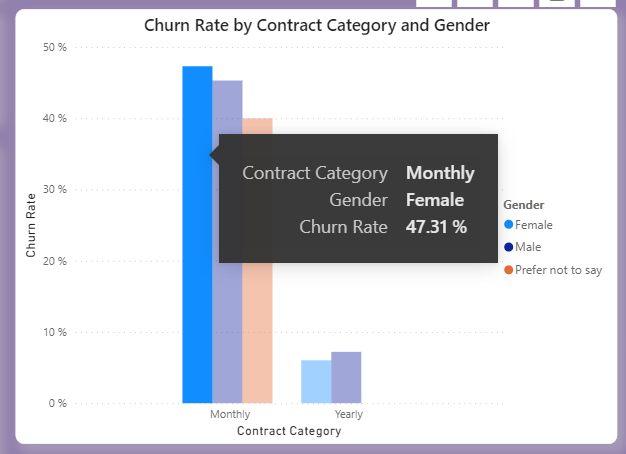 Churn Rate by Contract Category and Gender
50 %
40 %
30 %
20 %
10 %
0 %
Churn Rate
Contract Category Monthly
Gender Female
Churn Rate 47.31 %
Gender
Female
Male
Prefer not to say
Monthly Yearly
Contract Category